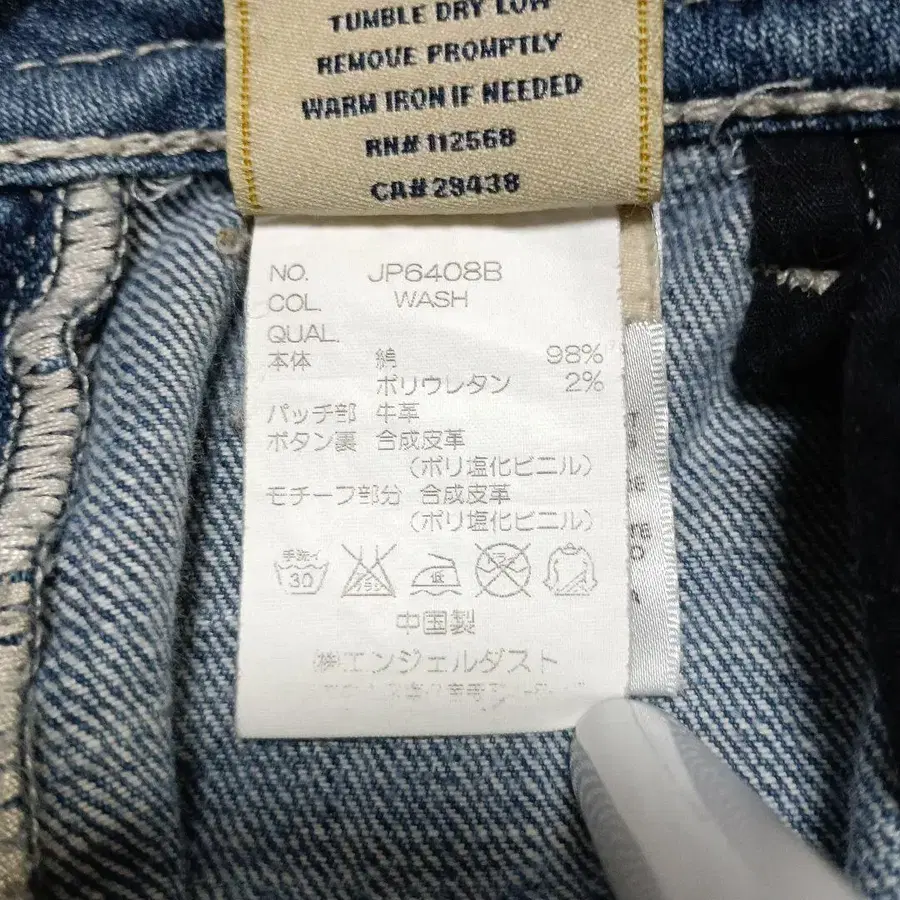 TUMBLE DRY LOW
REMOVE PROMPTLY
WARM IRON IF NEEDED
RN# 112568
CA# 29438
NO. JP6408B
COL. WASH
QUAL.
本体 綿 98%
ポリウレタン 2%
パッチ部 牛革
ボタン裏 合成皮革
(ポリ塩化ビニル)
モチーフ部分 合成皮革
(ポリ塩化ビニル)
手洗イ
30
低
中国製
㈱エンジェルダスト